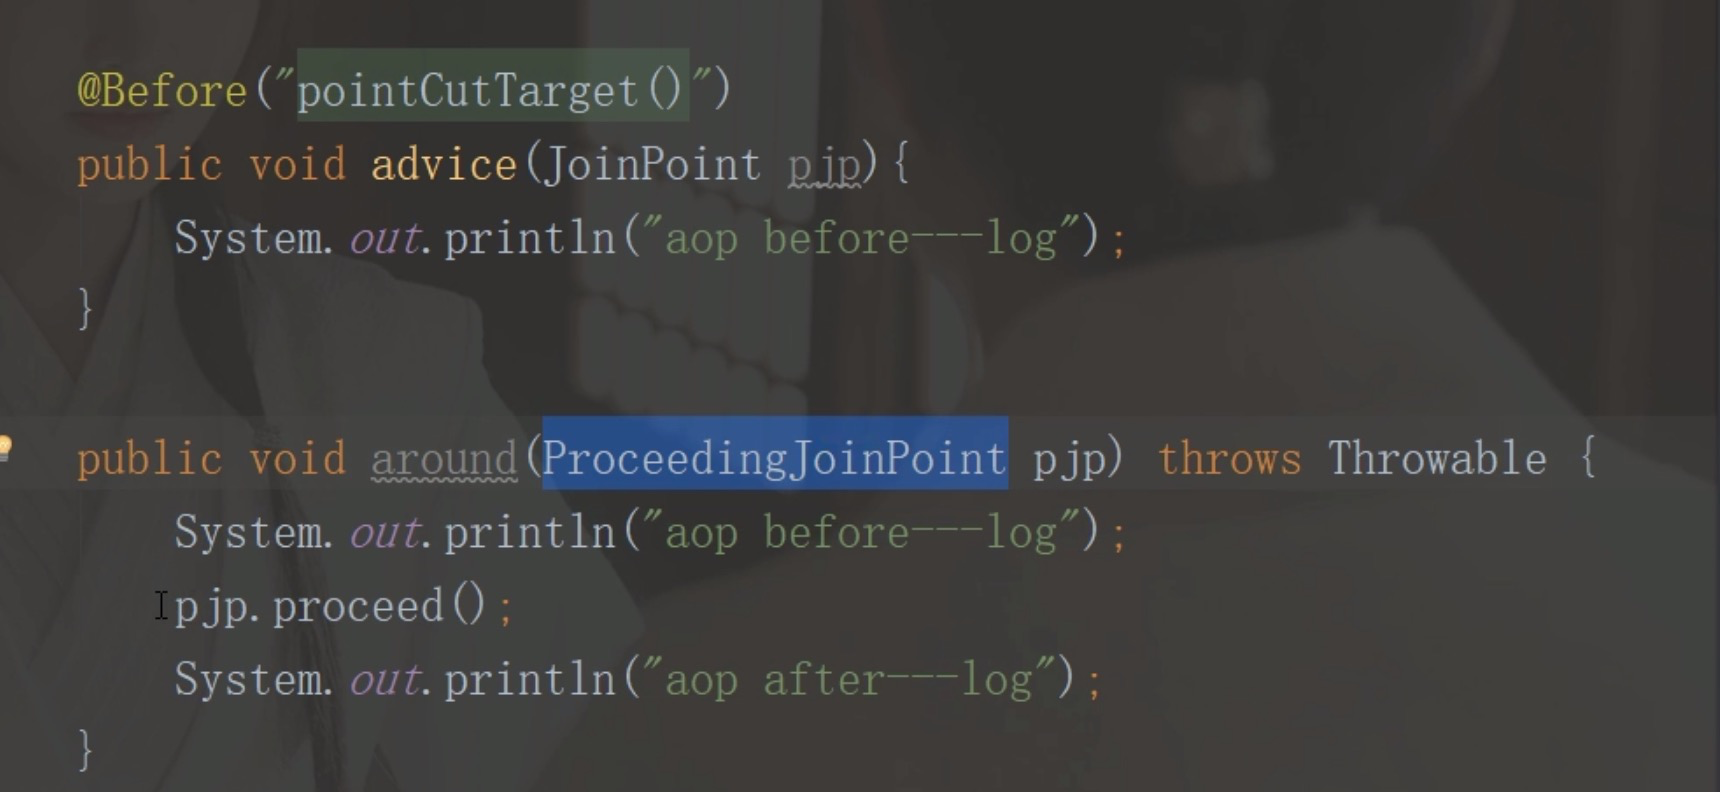 @Before("pointCutTarget()")
public void advice(JoinPoint pjp){
System.out.println("aop before---log");
}
public void around(ProceedingJoinPoint pjp) throws Throwable {
System.out.println("aop before---log");
pjp.proceed();
System.out.println("aop after---log");
}